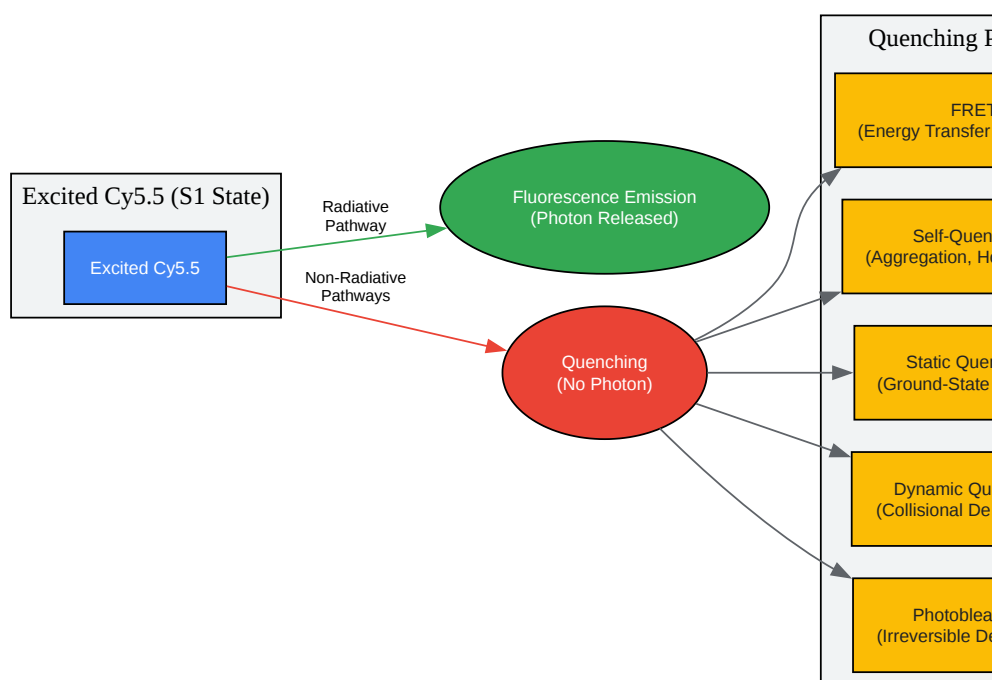 Quenching P
FRET
(Energy Transfer
Excited Cy5.5 (S1 State)
Excited Cy5.5
Radiative
Pathway
Fluorescence Emission
(Photon Released)
Self-Quen
(Aggregation, He
Non-Radiative
Pathways
Quenching
(No Photon)
Static Quen
(Ground-State
Dynamic Qu
(Collisional De
Photoblea
(Irreversible De